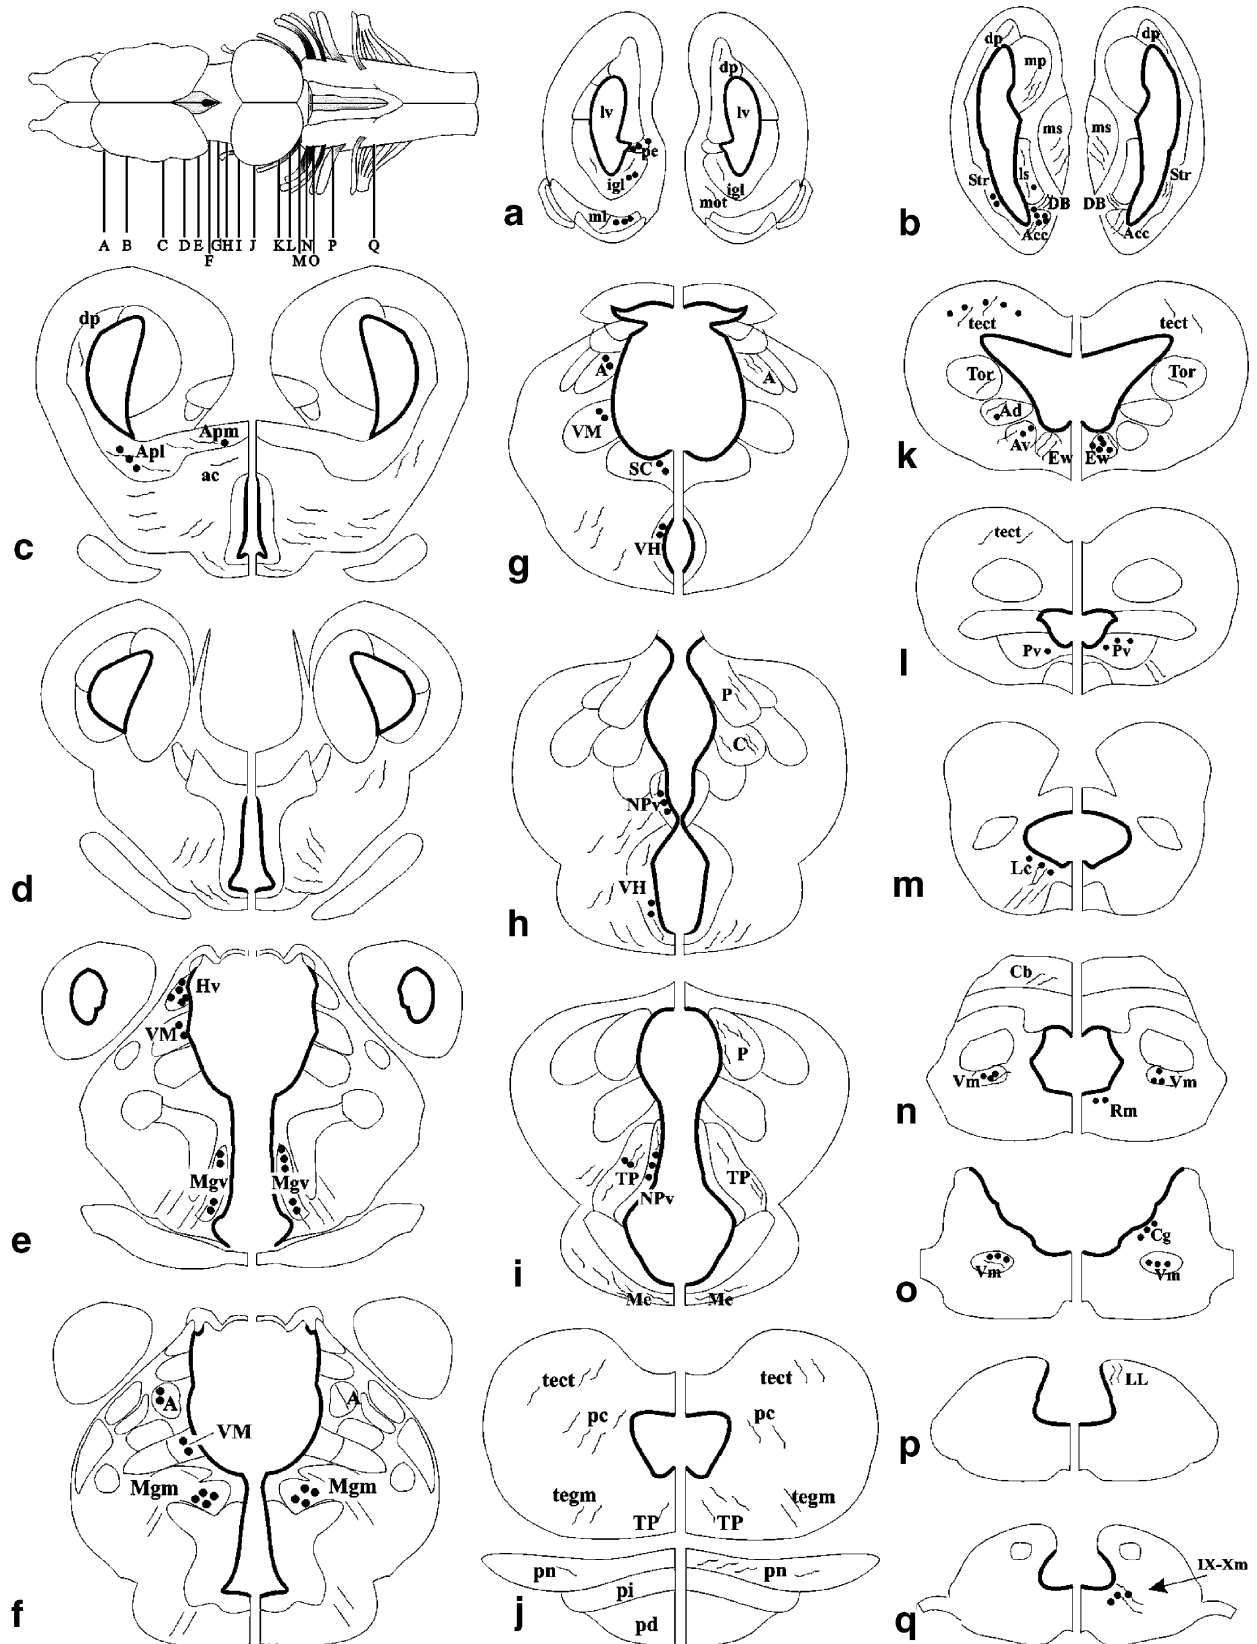 A B C D E G H I J K L N P Q
F M O
dp
lv lv
pe
igl igl
ml mot
a
dp dp
mp
ms ms
Str ls Str
DB DB
Acc Acc
b
dp
Apm
Apl
ac
c
A A
VM
SC
VH
g
tect tect
Tor Tor
Ad
Av Ew Ew
k
tect
Pv Pv
l
d
P
C
NPv
VH
h
Lc
m
Hv
VM
Mgv Mgv
e
P
TP TP
NPv
Mc Mc
i
Cb
Vm Vm
Rm
n
Cg
Vm Vm
o
A A
VM
Mgm Mgm
f
tect tect
pc pc
tegm tegm
TP TP
pn pn
pi
pd
j
LL
p
IX-Xm
q